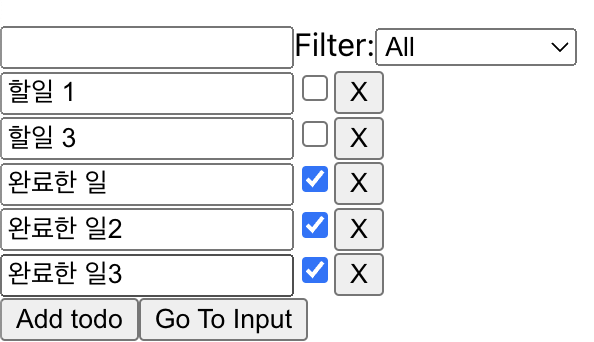 Filter: All
할일 1 X
할일 3 X
완료한 일 X
완료한 일2 X
완료한 일3 X
Add todo Go To Input